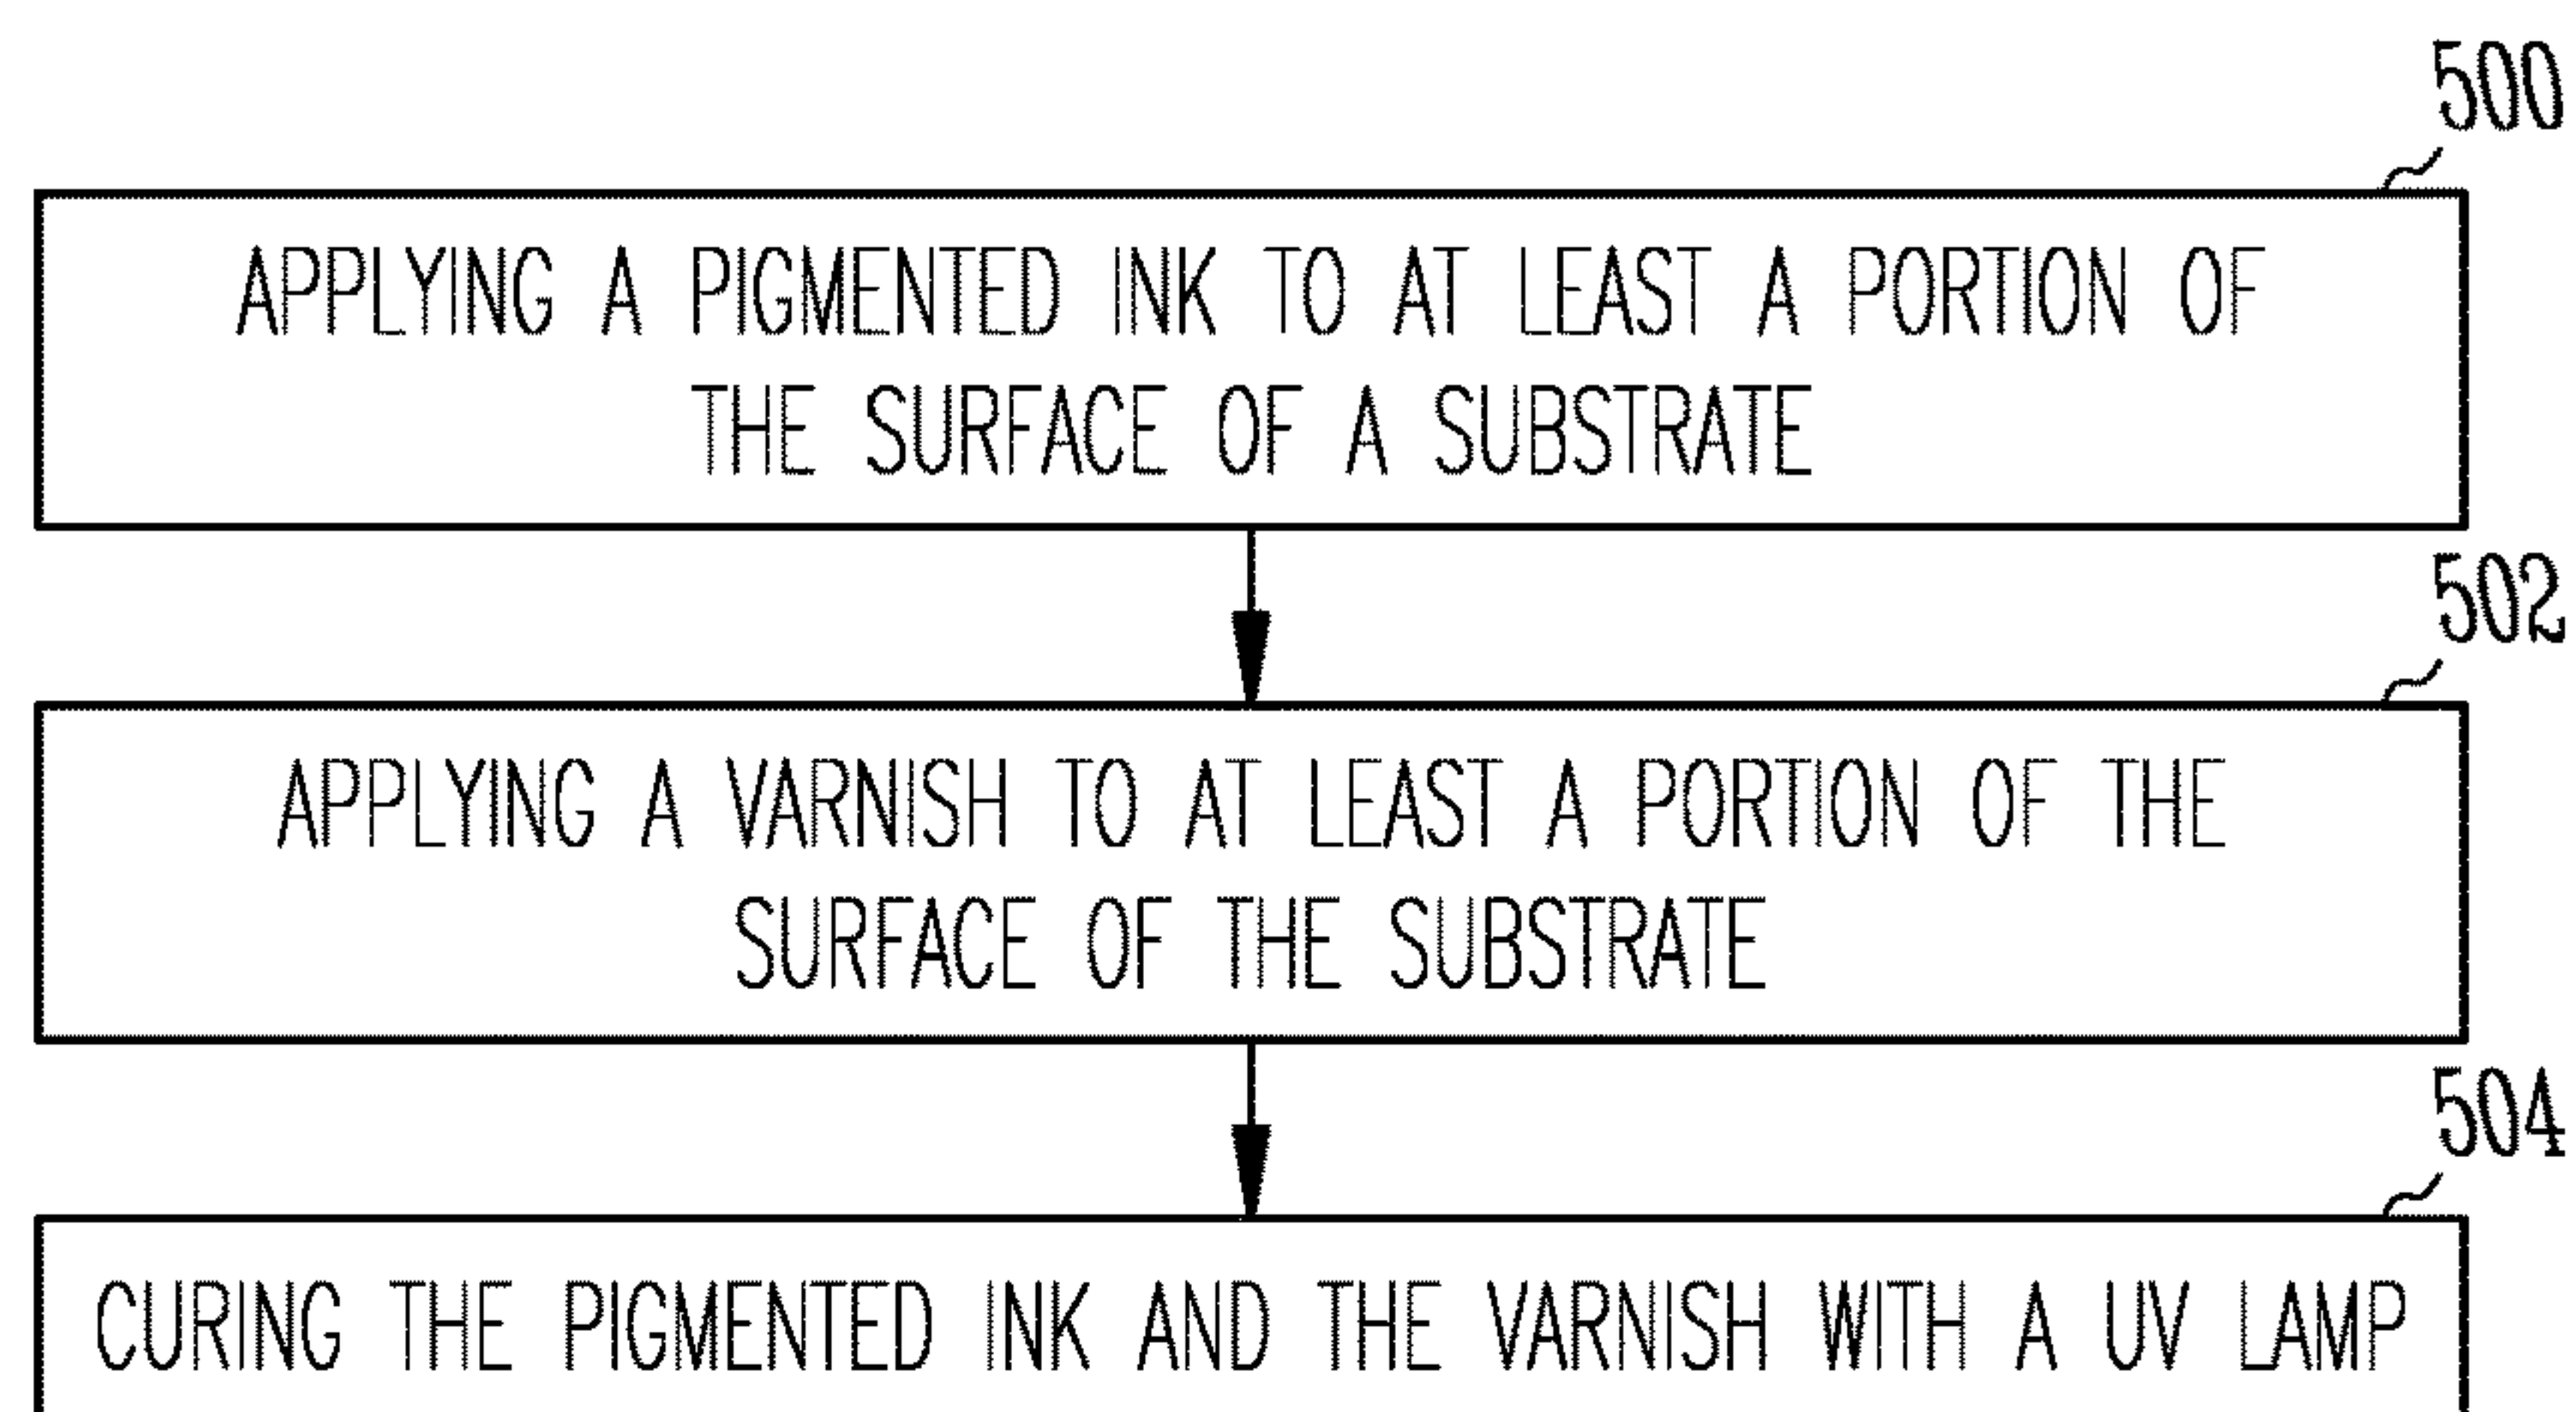 500
APPLYING A PIGMENTED INK TO AT LEAST A PORTION OF
THE SURFACE OF A SUBSTRATE
502
APPLYING A VARNISH TO AT LEAST A PORTION OF THE
SURFACE OF THE SUBSTRATE
504
CURING THE PIGMENTED INK AND THE VARNISH WITH A UV LAMP